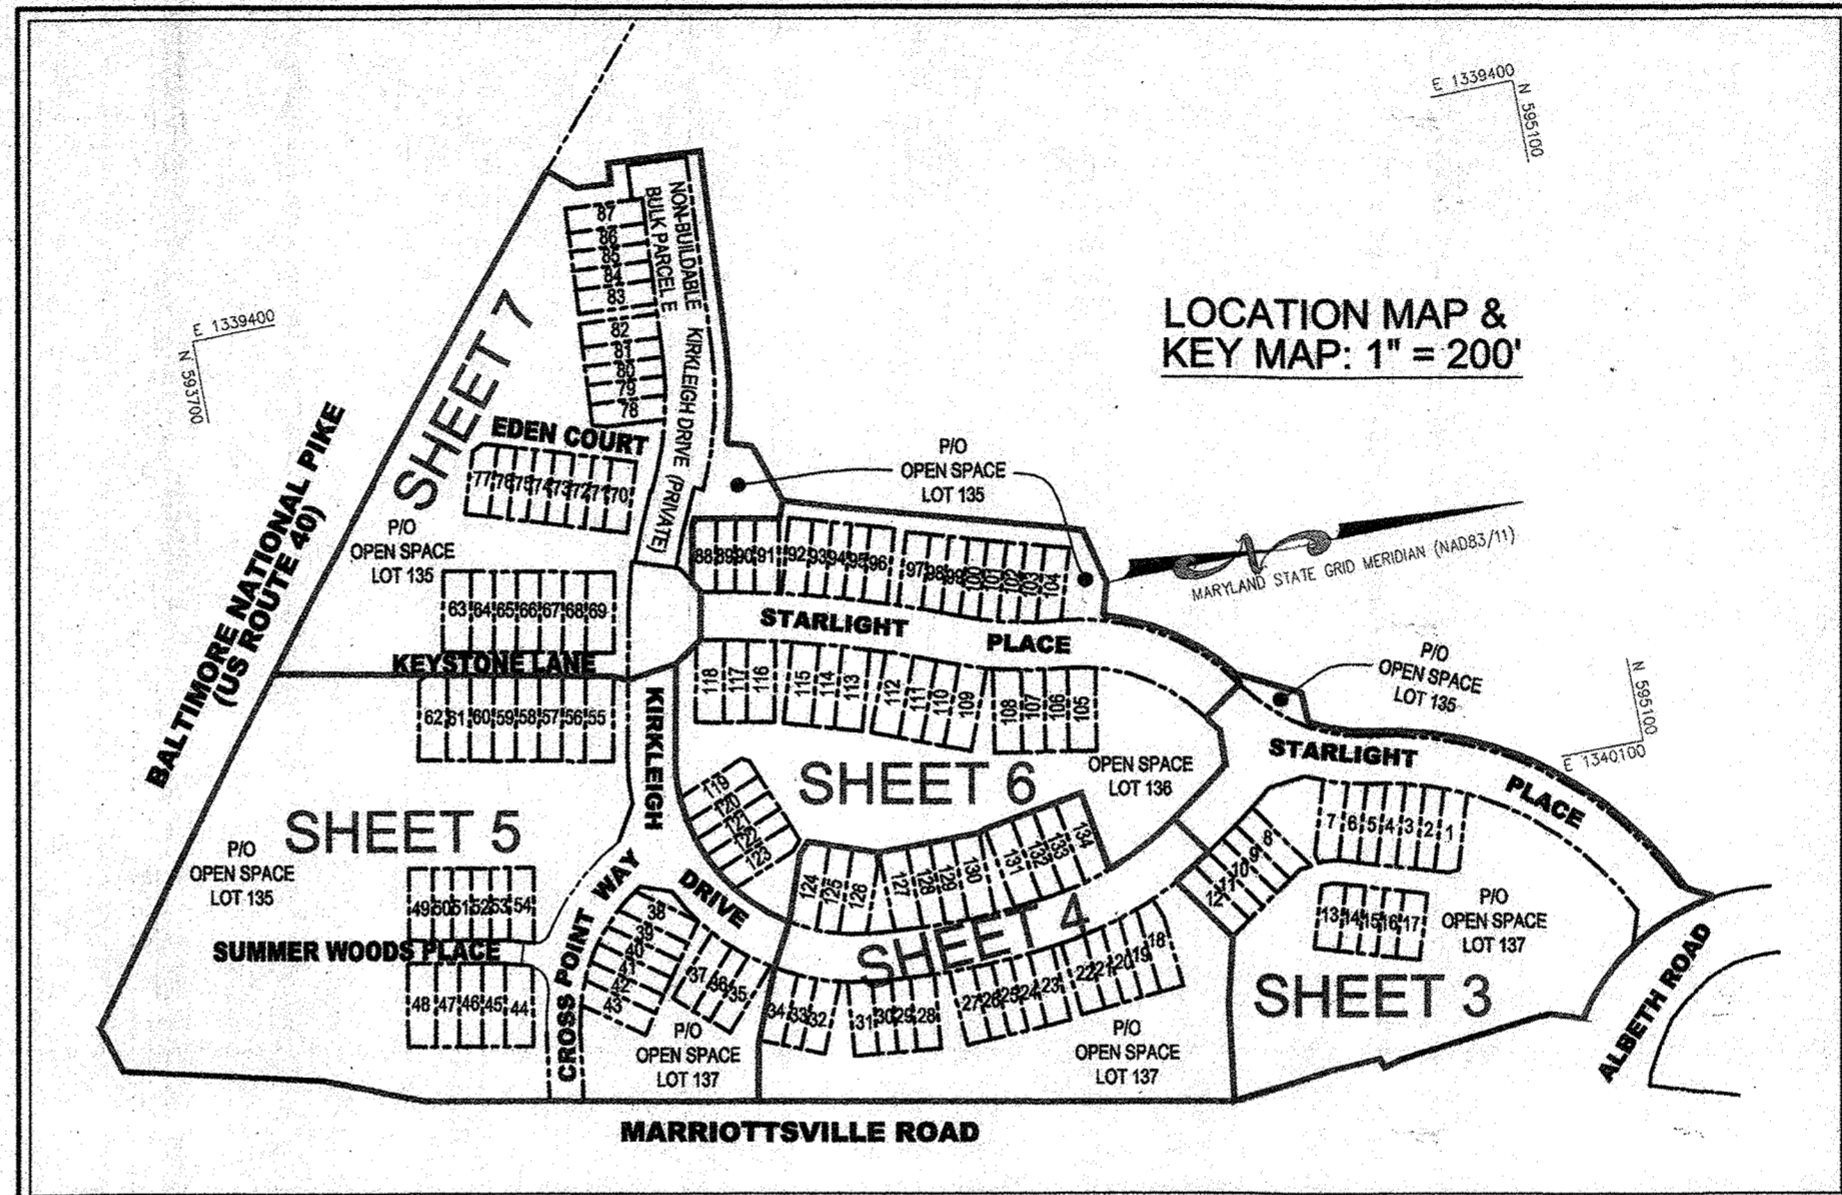 E 1339400
N 595100
LOCATION MAP &
KEY MAP: 1" = 200'
E 1339400
N 593700
NON-BUILDABLE
BULK PARCEL E
87
86
85
84
83
82
81
80
79
78
SHEET 7
KIRKLEIGH DRIVE (PRIVATE)
EDEN COURT
77 76 75 74 73 72 71 70
BALTIMORE NATIONAL PIKE
(US ROUTE 40)
P/O
OPEN SPACE
LOT 135
P/O
OPEN SPACE
LOT 135
MARYLAND STATE GRID MERIDIAN (NAD83/11)
88 89 90 91 92 93 94 95 96 97 98 99 100 101 102 103 104
63 64 65 66 67 68 69
STARLIGHT PLACE
KEYSTONE LANE
118 117 116 115 114 113 112 111 110 109 108 107 106 105
P/O
OPEN SPACE
LOT 135
N 595100
E 1340100
62 61 60 59 58 57 56 55
KIRKLEIGH
DRIVE
STARLIGHT PLACE
SHEET 6
OPEN SPACE
LOT 136
119
120
123
SHEET 5
P/O
OPEN SPACE
LOT 135
124 125 126 127 128 129 130 131 132 133 134
7 6 5 4 3 2 1
8
9
10
11
12
49 50 51 52 53 54
SUMMER WOODS PLACE
48 47 46 45 44
CROSS POINT WAY
38
39
40
41
42
43
37 36 35
SHEET 4
34 33 32 31 30 29 28 27 26 25 24 23 22 21 20 19 18
13 14 15 16 17
P/O
OPEN SPACE
LOT 137
SHEET 3
ALBETH ROAD
P/O
OPEN SPACE
LOT 137
P/O
OPEN SPACE
LOT 137
MARRIOTTSVILLE ROAD